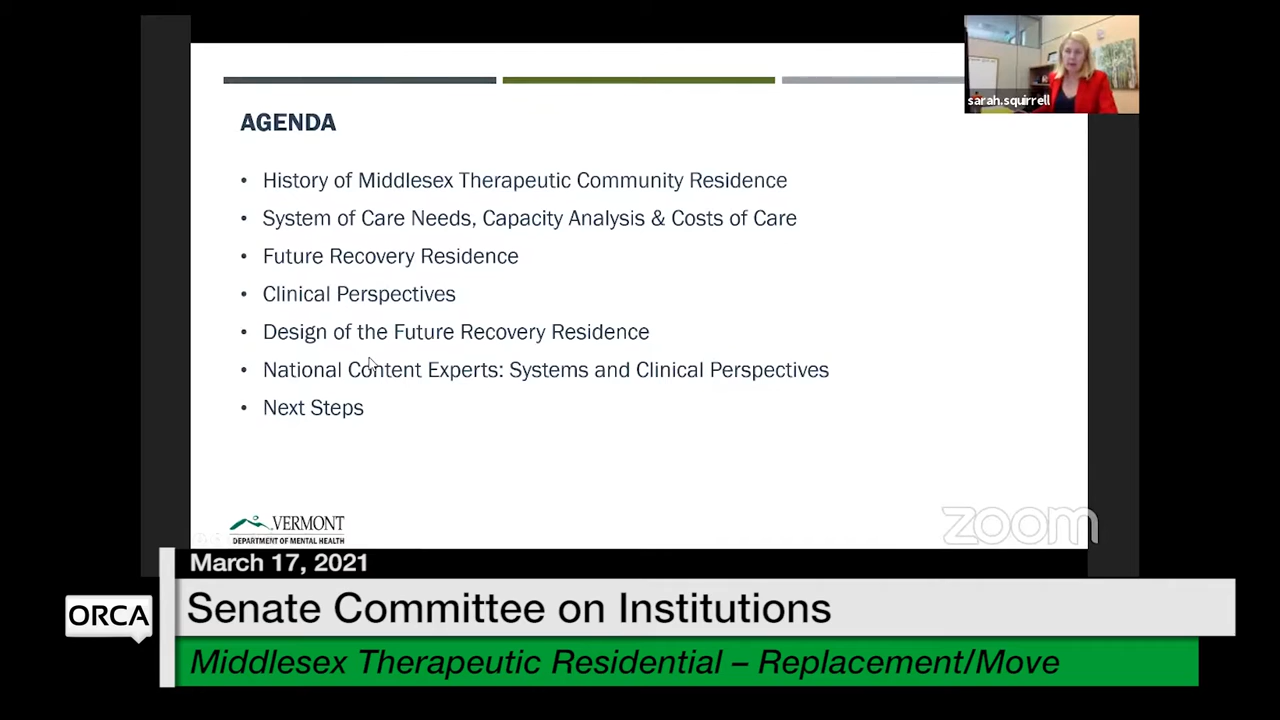 sarah.squirrell
AGENDA
• History of Middlesex Therapeutic Community Residence
• System of Care Needs, Capacity Analysis & Costs of Care
• Future Recovery Residence
• Clinical Perspectives
• Design of the Future Recovery Residence
• National Content Experts: Systems and Clinical Perspectives
• Next Steps
VERMONT
DEPARTMENT OF MENTAL HEALTH
zoom
March 17, 2021
ORCA
Senate Committee on Institutions
Middlesex Therapeutic Residential – Replacement/Move